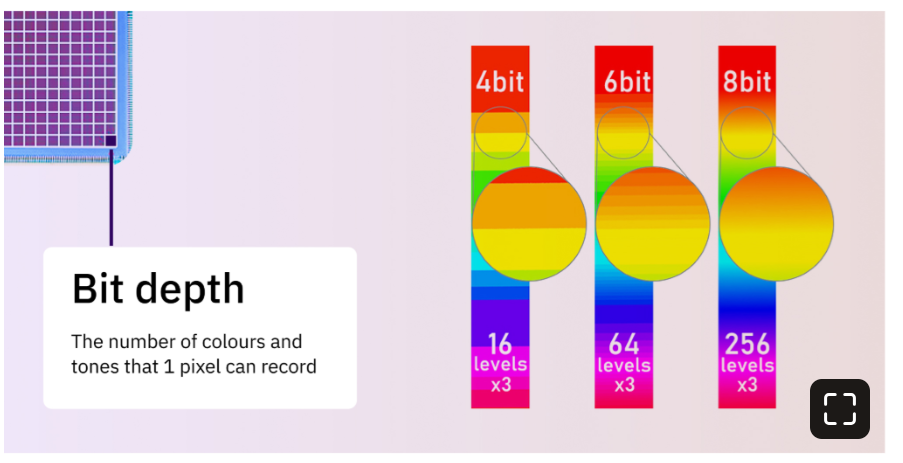 Bit depth
The number of colours and
tones that 1 pixel can record
4bit
16
levels
x3
6bit
64
levels
x3
8bit
256
levels
x3